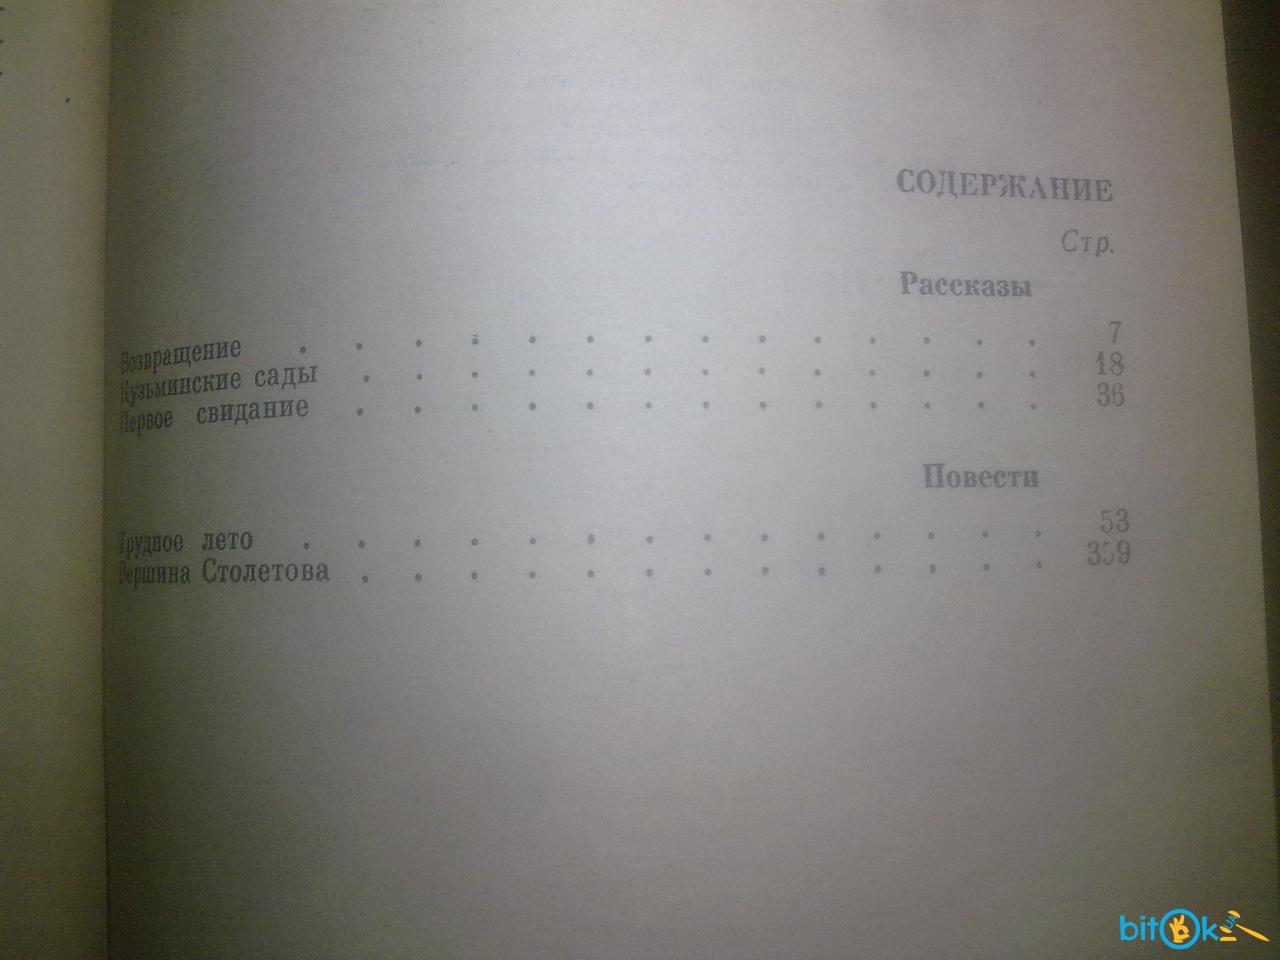 СОДЕРЖАНИЕ
Стр.
Рассказы
Возвращение . . . . . . . . . . . . . . 7
Кузьминские сады . . . . . . . . . . . . . 18
Первое свидание . . . . . . . . . . . . . 36
Повести
Трудное лето . . . . . . . . . . . . . . 53
Вершина Столетова . . . . . . . . . . . . . 359
bitOk.ua